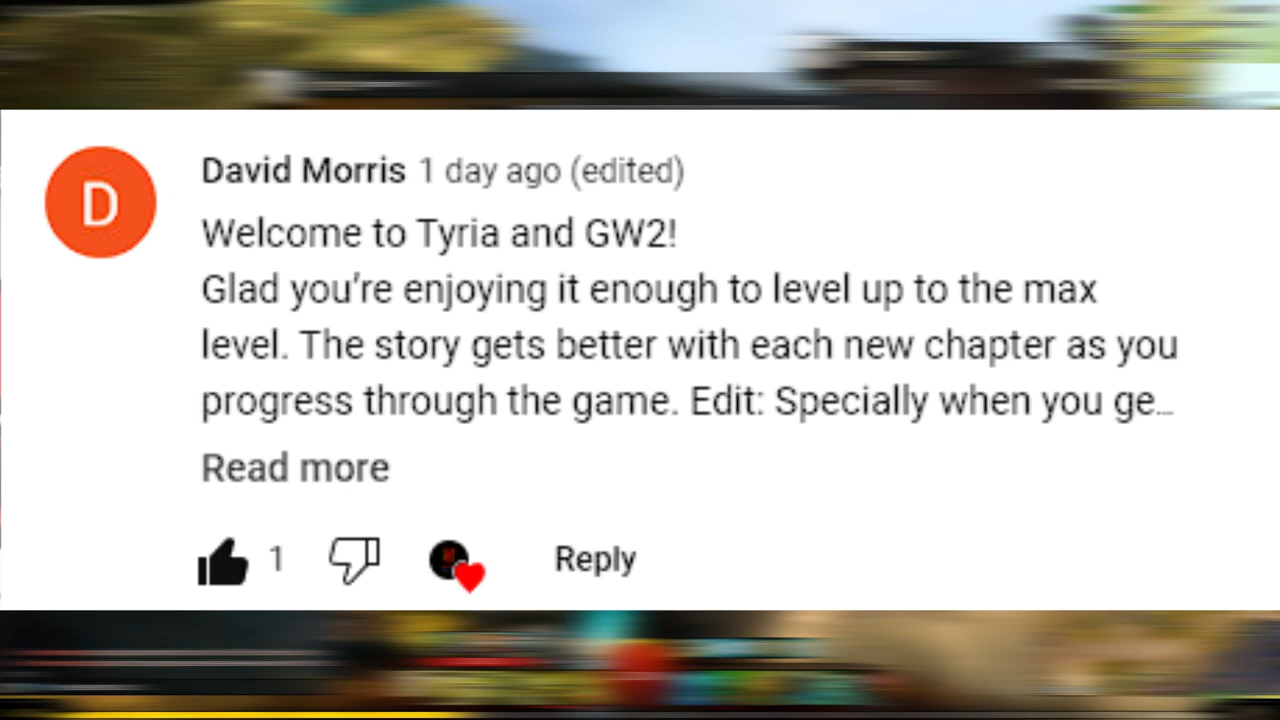 D
David Morris 1 day ago (edited)
Welcome to Tyria and GW2!
Glad you're enjoying it enough to level up to the max
level. The story gets better with each new chapter as you
progress through the game. Edit: Specially when you ge...
Read more
1 Reply